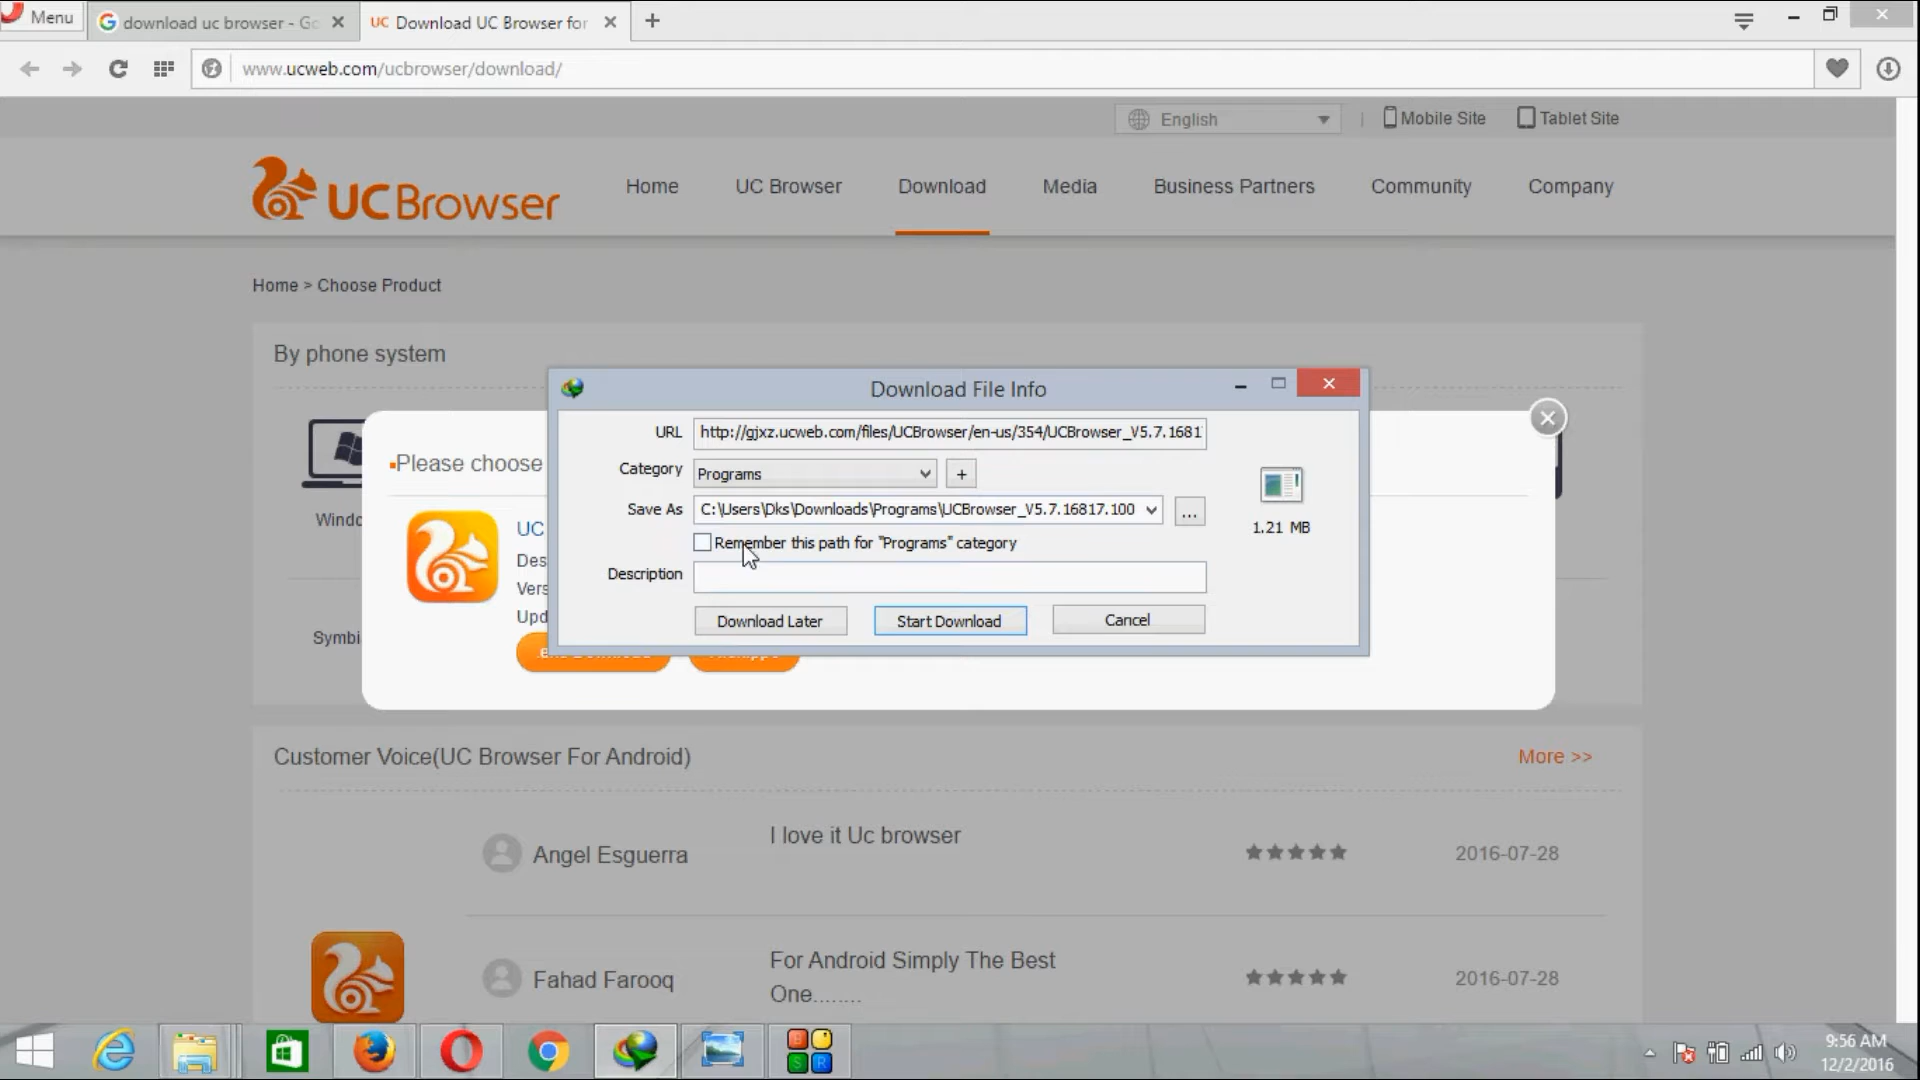 Menu
download uc browser - Go
UC Download UC Browser for
www.ucweb.com/ucbrowser/download/
English
Mobile Site
Tablet Site
UC Browser
Home
UC Browser
Download
Media
Business Partners
Community
Company
Home > Choose Product
By phone system
Download File Info
URL
http://gjxz.ucweb.com/files/UCBrowser/en-us/354/UCBrowser_V5.7.1681
Please choose
Category
Programs
+
Save As
C:\Users\Dks\Downloads\Programs\UCBrowser_V5.7.16817.100
...
1.21 MB
Windo
UC
Remember this path for "Programs" category
Des
Description
Vers
Upd
Download Later
Start Download
Cancel
Symbi
Customer Voice(UC Browser For Android)
More >>
I love it Uc browser
Angel Esguerra
2016-07-28
For Android Simply The Best
Fahad Farooq
2016-07-28
One........
9:56 AM
12/2/2016